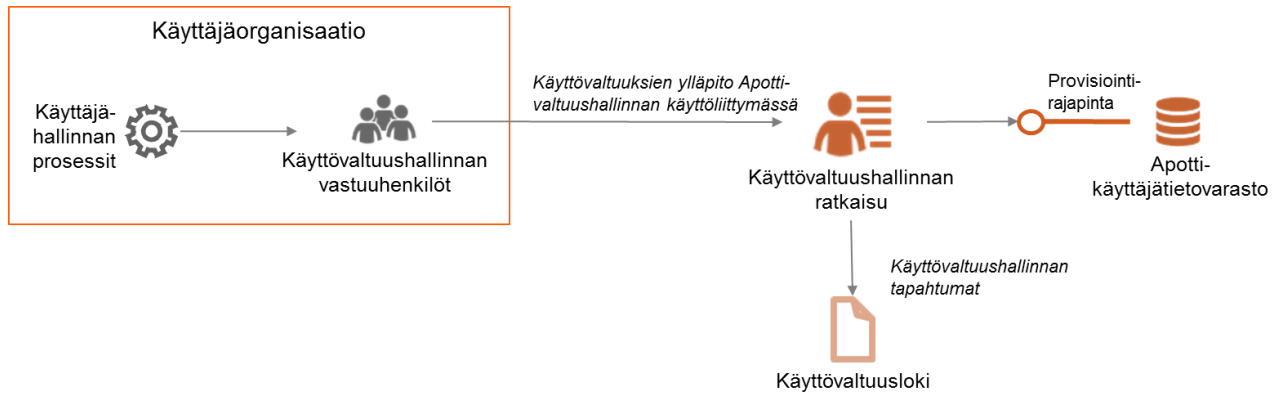 Käyttäjäorganisaatio
Käyttäjä-
hallinnan
prosessit
Käyttövaltuushallinnan
vastuuhenkilöt
Käyttövaltuuksien ylläpito Apotti-
valtuushallinnan käyttöliittymässä
Käyttövaltuushallinnan
ratkaisu
Provisiointi-
rajapinta
Apotti-
käyttäjätietovarasto
Käyttövaltuushallinnan
tapahtumat
Käyttövaltuusloki